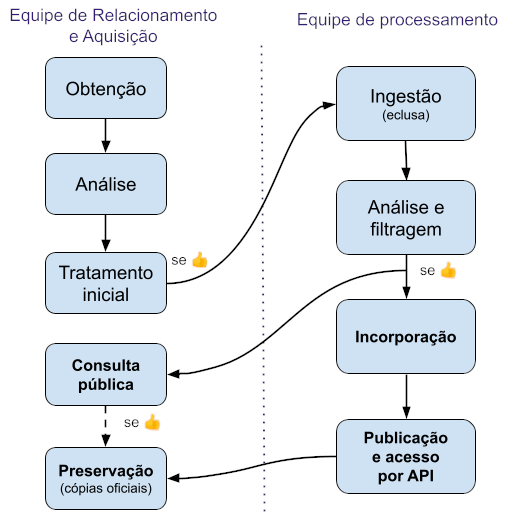 Equipe de Relacionamento
e Aquisição
Obtenção
Análise
Tratamento
inicial
se 👍
Consulta
pública
se 👍
Preservação
(cópias oficiais)
Equipe de processamento
Ingestão
(eclusa)
Análise e
filtragem
se 👍
Incorporação
Publicação
e acesso
por API